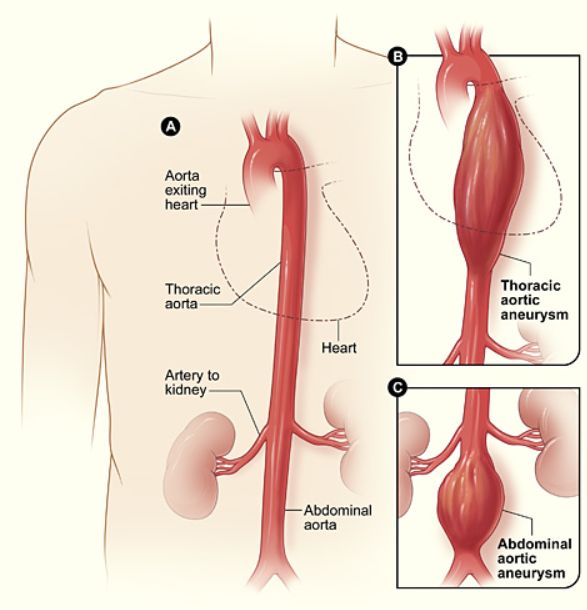 A
Aorta
exiting
heart
Thoracic
aorta
Heart
Artery to
kidney
Abdominal
aorta
B
Thoracic
aortic
aneurysm
C
Abdominal
aortic
aneurysm